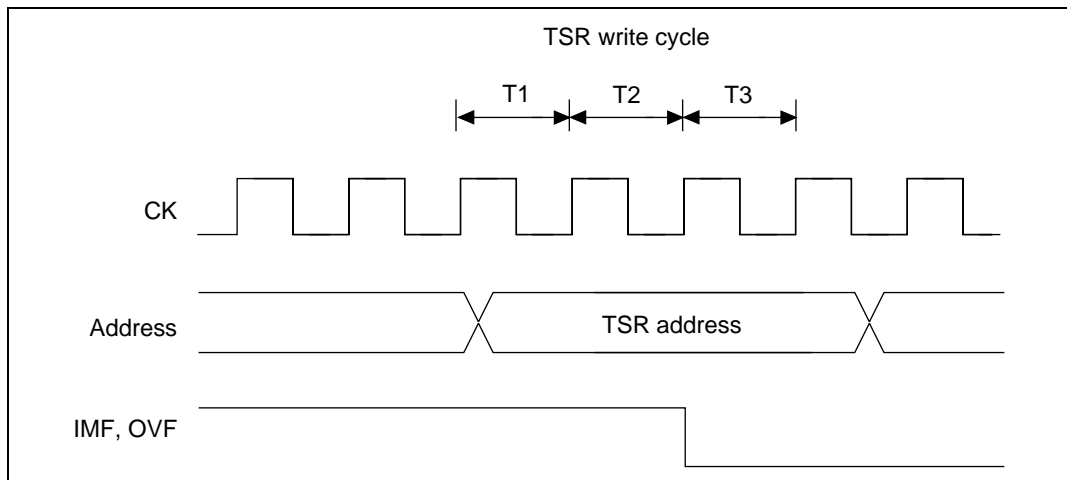 TSR write cycle
T1 T2 T3
CK
Address
TSR address
IMF, OVF